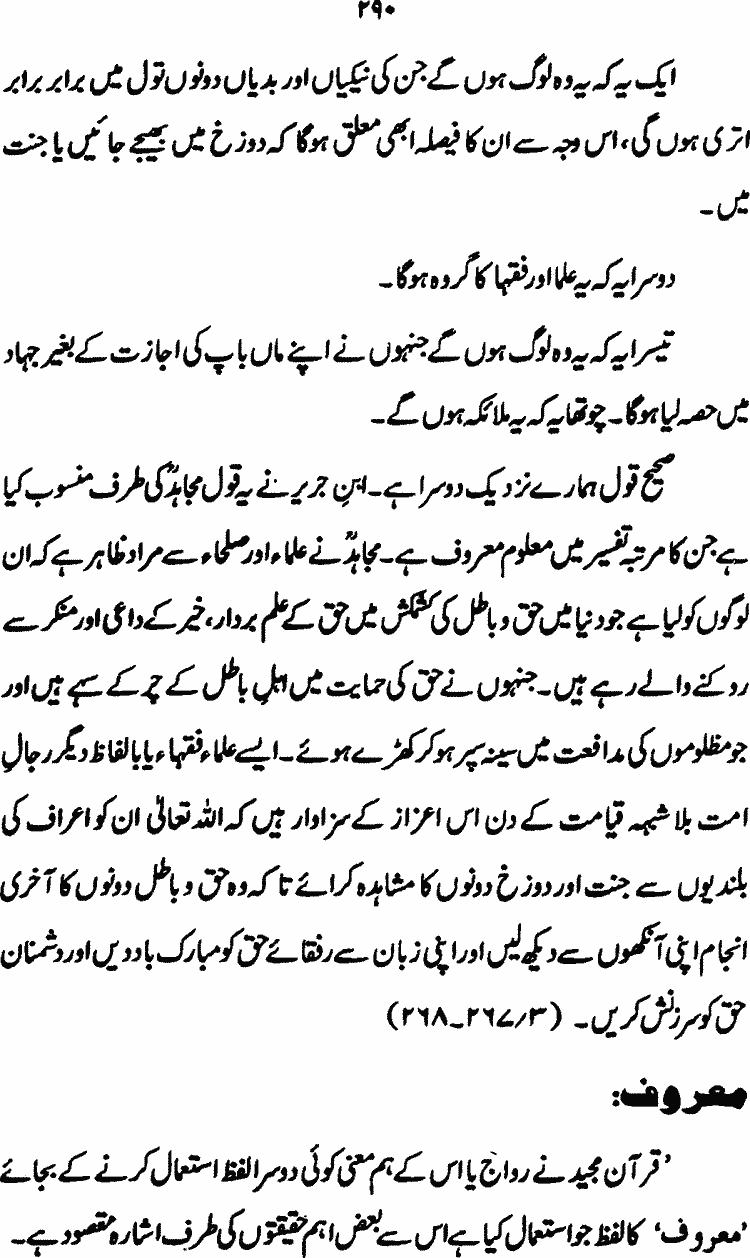 ۲۹۰
ایک یہ کہ یہ وہ لوگ ہوں گے جن کی نیکیاں اور بدیاں دونوں تول میں برابر برابر
اتری ہوں گی، اس وجہ سے ان کا فیصلہ ابھی معلق ہوگا کہ دوزخ میں بھیجے جائیں یا جنت
میں۔
دوسرا یہ کہ یہ علما اور فقہا کا گروہ ہوگا۔
تیسرا یہ کہ یہ وہ لوگ ہوں گے جنہوں نے اپنے ماں باپ کی اجازت کے بغیر جہاد
میں حصہ لیا ہوگا۔ چوتھا یہ کہ یہ ملائکہ ہوں گے۔
صحیح قول ہمارے نزدیک دوسرا ہے۔ ابنِ جریر نے یہ قول مجاہدؒ کی طرف منسوب کیا
ہے جن کا مرتبہ تفسیر میں معلوم معروف ہے۔ مجاہدؒ نے علماء اور صلحاء سے مراد ظاہر ہے کہ ان
لوگوں کو لیا ہے جو دنیا میں حق و باطل کی کشمکش میں حق کے علم بردار، خیر کے داعی اور منکر سے
روکنے والے رہے ہیں۔ جنہوں نے حق کی حمایت میں اہلِ باطل کے چرکے سہے ہیں اور
جو مظلوموں کی مدافعت میں سینہ سپر ہو کر کھڑے ہوئے۔ ایسے علماء فقہاء یا بالفاظ دیگر رجالِ
امت بلا شبہہ قیامت کے دن اس اعزاز کے سزاوار ہیں کہ اللہ تعالیٰ ان کو اعراف کی
بلندیوں سے جنت اور دوزخ دونوں کا مشاہدہ کرائے تا کہ وہ حق و باطل دونوں کا آخری
انجام اپنی آنکھوں سے دیکھ لیں اور اپنی زبان سے رفقائے حق کو مبارک باد دیں اور دشمنان
حق کو سرزنش کریں۔ (۳؍۲۶۷۔۲۶۸)
معروف:
’قرآن مجید نے رواج یا اس کے ہم معنی کوئی دوسرا لفظ استعمال کرنے کے بجائے
’معروف‘ کا لفظ جو استعمال کیا ہے اس سے بعض اہم حقیقتوں کی طرف اشارہ مقصود ہے۔